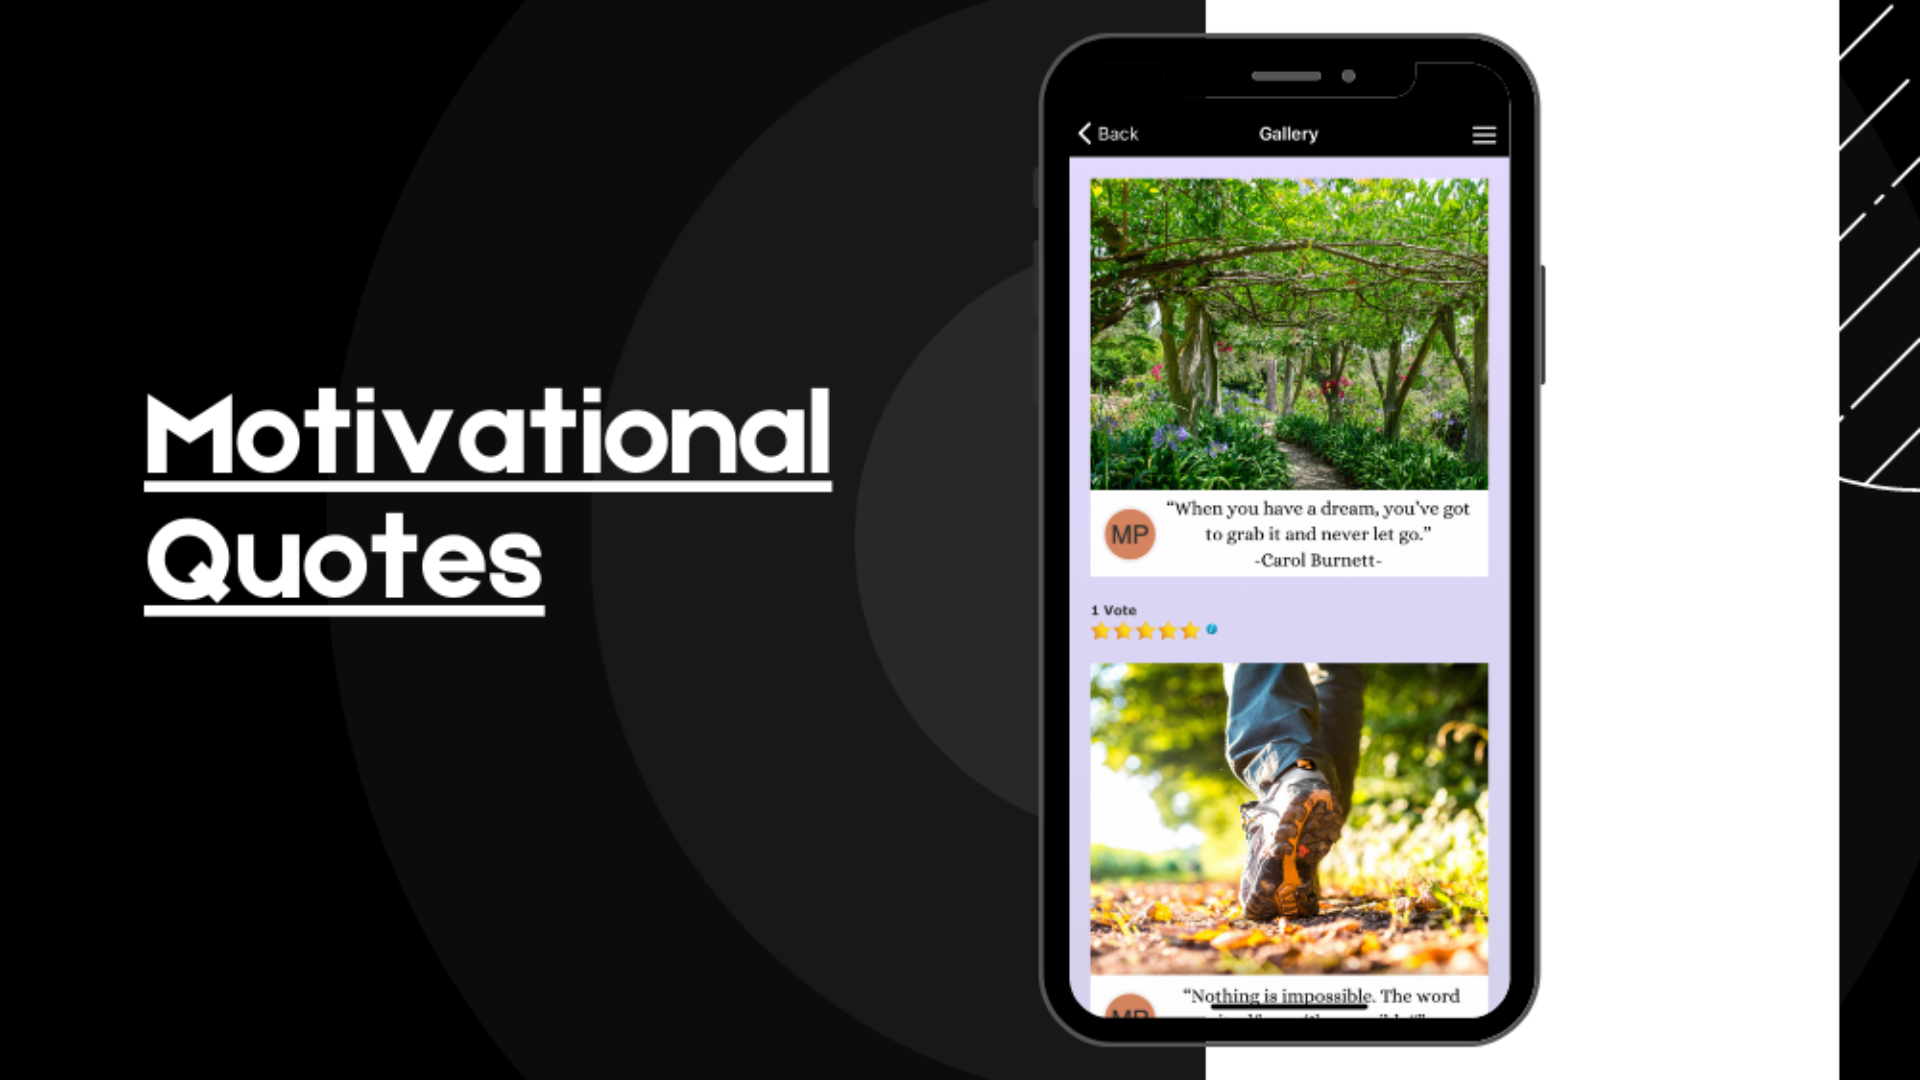 Motivational
Quotes
Back
Gallery
MP
“When you have a dream, you’ve got
to grab it and never let go.”
-Carol Burnett-
1 Vote
MP
“Nothing is impossible. The word